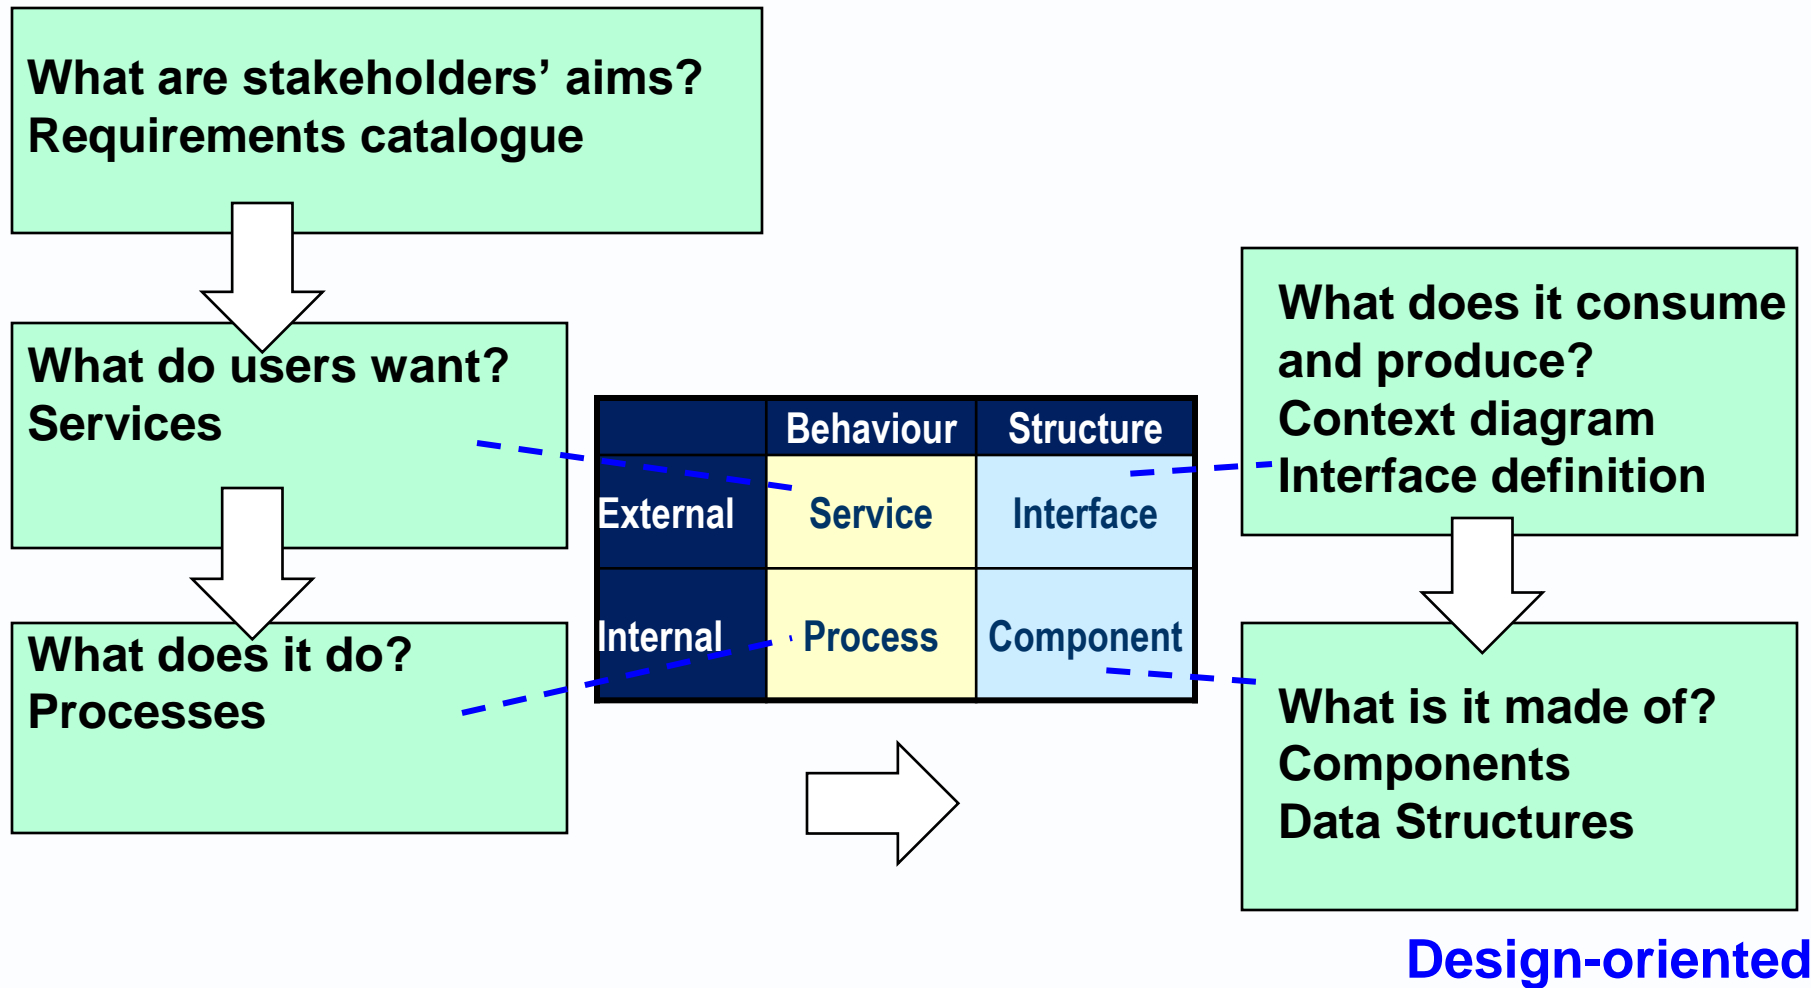 What are stakeholders’ aims?
Requirements catalogue
What do users want?
Services
What does it do?
Processes
Behaviour Structure
External Service Interface
Internal Process Component
What does it consume
and produce?
Context diagram
Interface definition
What is it made of?
Components
Data Structures
Design-oriented